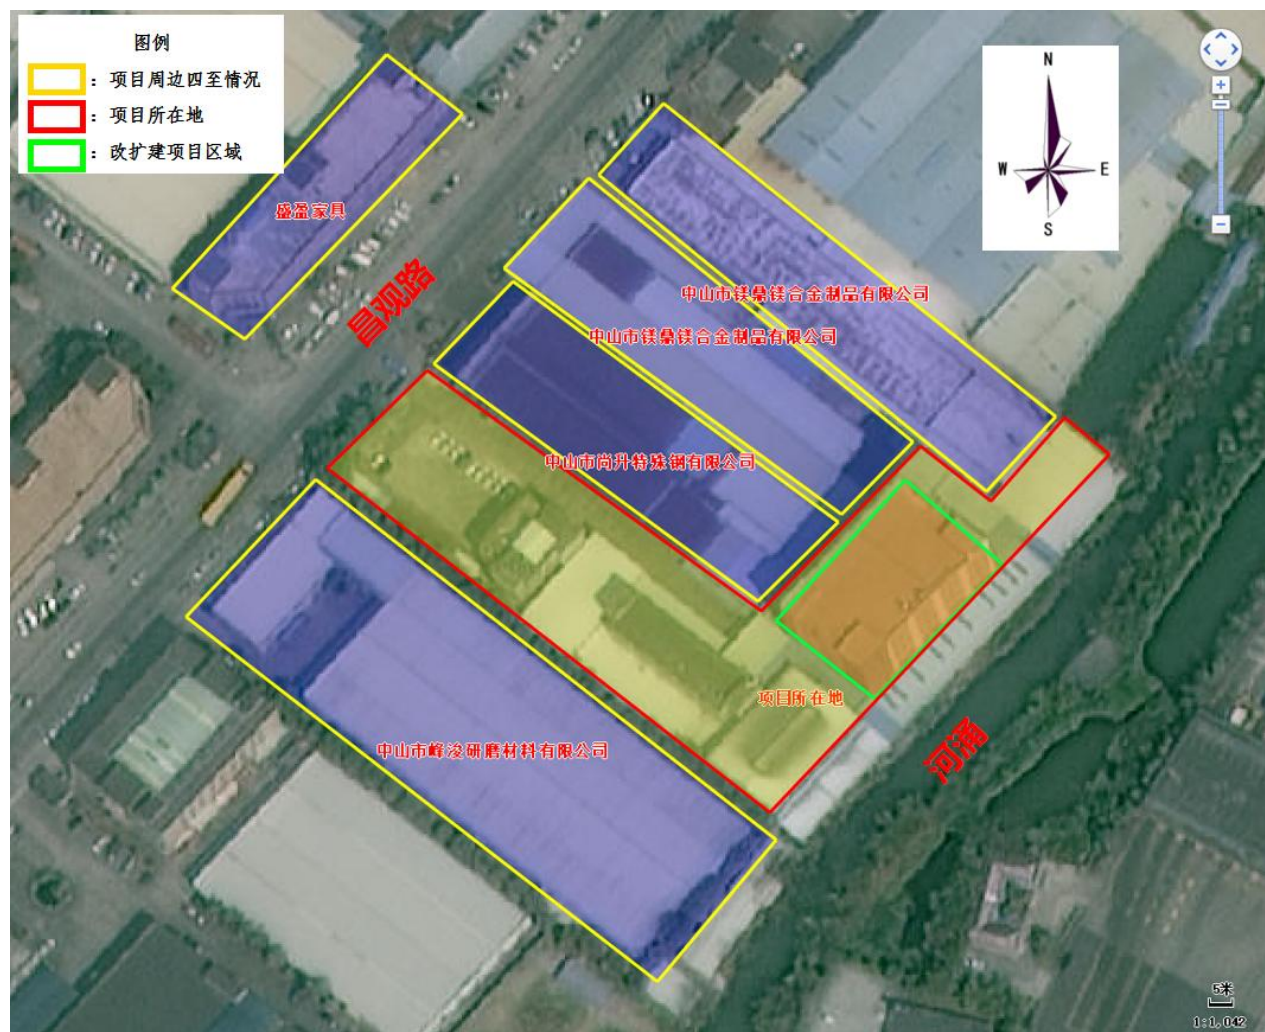 图例
：项目周边四至情况
：项目所在地
：改扩建项目区域
N
W
E
S
盛盈家具
昌观路
中山市镁鼎镁合金制品有限公司
中山市镁鼎镁合金制品有限公司
中山市尚升特殊钢有限公司
项目所在地
河涌
中山市峰浚研磨材料有限公司
5米
1:1,042